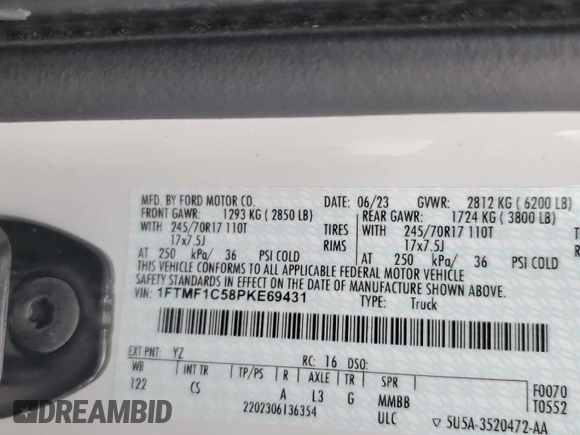 MFD. BY FORD MOTOR CO.
DATE: 06/23 GVWR: 2812 KG ( 6200 LB)
FRONT GAWR: 1293 KG ( 2850 LB) REAR GAWR: 1724 KG ( 3800 LB)
WITH 245/70R17 110T TIRES WITH 245/70R17 110T TIRE
17x7.5J RIMS 17x7.5J RIM
AT 250 kPa/ 36 PSI COLD AT 250 kPa/ 36 PSI COLD
THIS VEHICLE CONFORMS TO ALL APPLICABLE FEDERAL MOTOR VEHICLE
SAFETY STANDARDS IN EFFECT ON THE DATE OF MANUFACTURE SHOWN ABOVE.
VIN: 1FTMF1C58PKE69431 TYPE: Truck
EXT PNT: YZ RC: 16 DSO:
WB INT TR TP/PS R AXLE TR SPR F0070
122 CS A L3 G MMBB T0552
2202306136354 ULC ▽ 5U5A-3520472-AA
DREAMBID